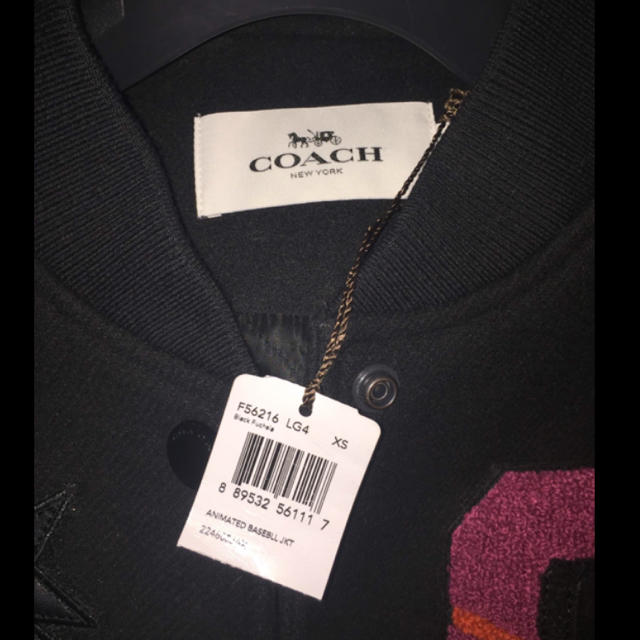 COACH
NEW YORK
F56216 LG4 XS
Black Fuchsia
8 89532 56111 7
ANIMATED BASEBLL JKT